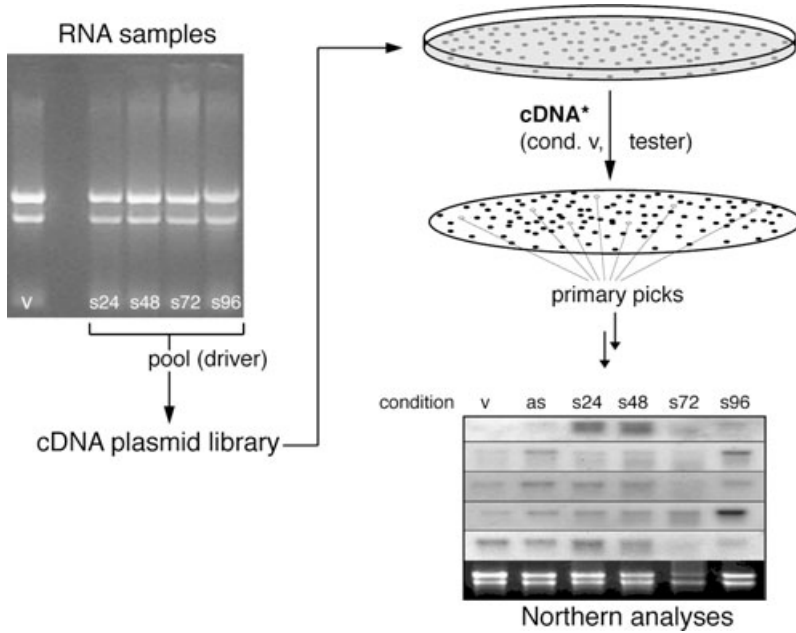 RNA samples
v s24 s48 s72 s96
pool (driver)
cDNA plasmid library
cDNA*
(cond. v, tester)
primary picks
condition v as s24 s48 s72 s96
Northern analyses